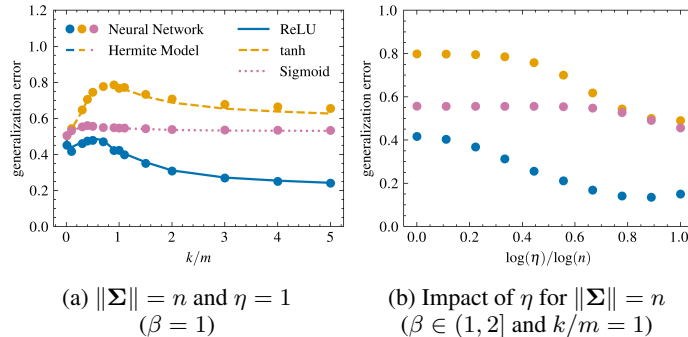 1.2
1.0
0.8
0.6
0.4
0.2
0.0
generalization error
Neural Network
Hermite Model
ReLU
tanh
Sigmoid
0 1 2 3 4 5
k/m
(a) ‖Σ‖ = n and η = 1
(β = 1)
1.0
0.8
0.6
0.4
0.2
0.0
generalization error
0.0 0.2 0.4 0.6 0.8 1.0
log(η)/log(n)
(b) Impact of η for ‖Σ‖ = n
(β ∈ (1, 2] and k/m = 1)